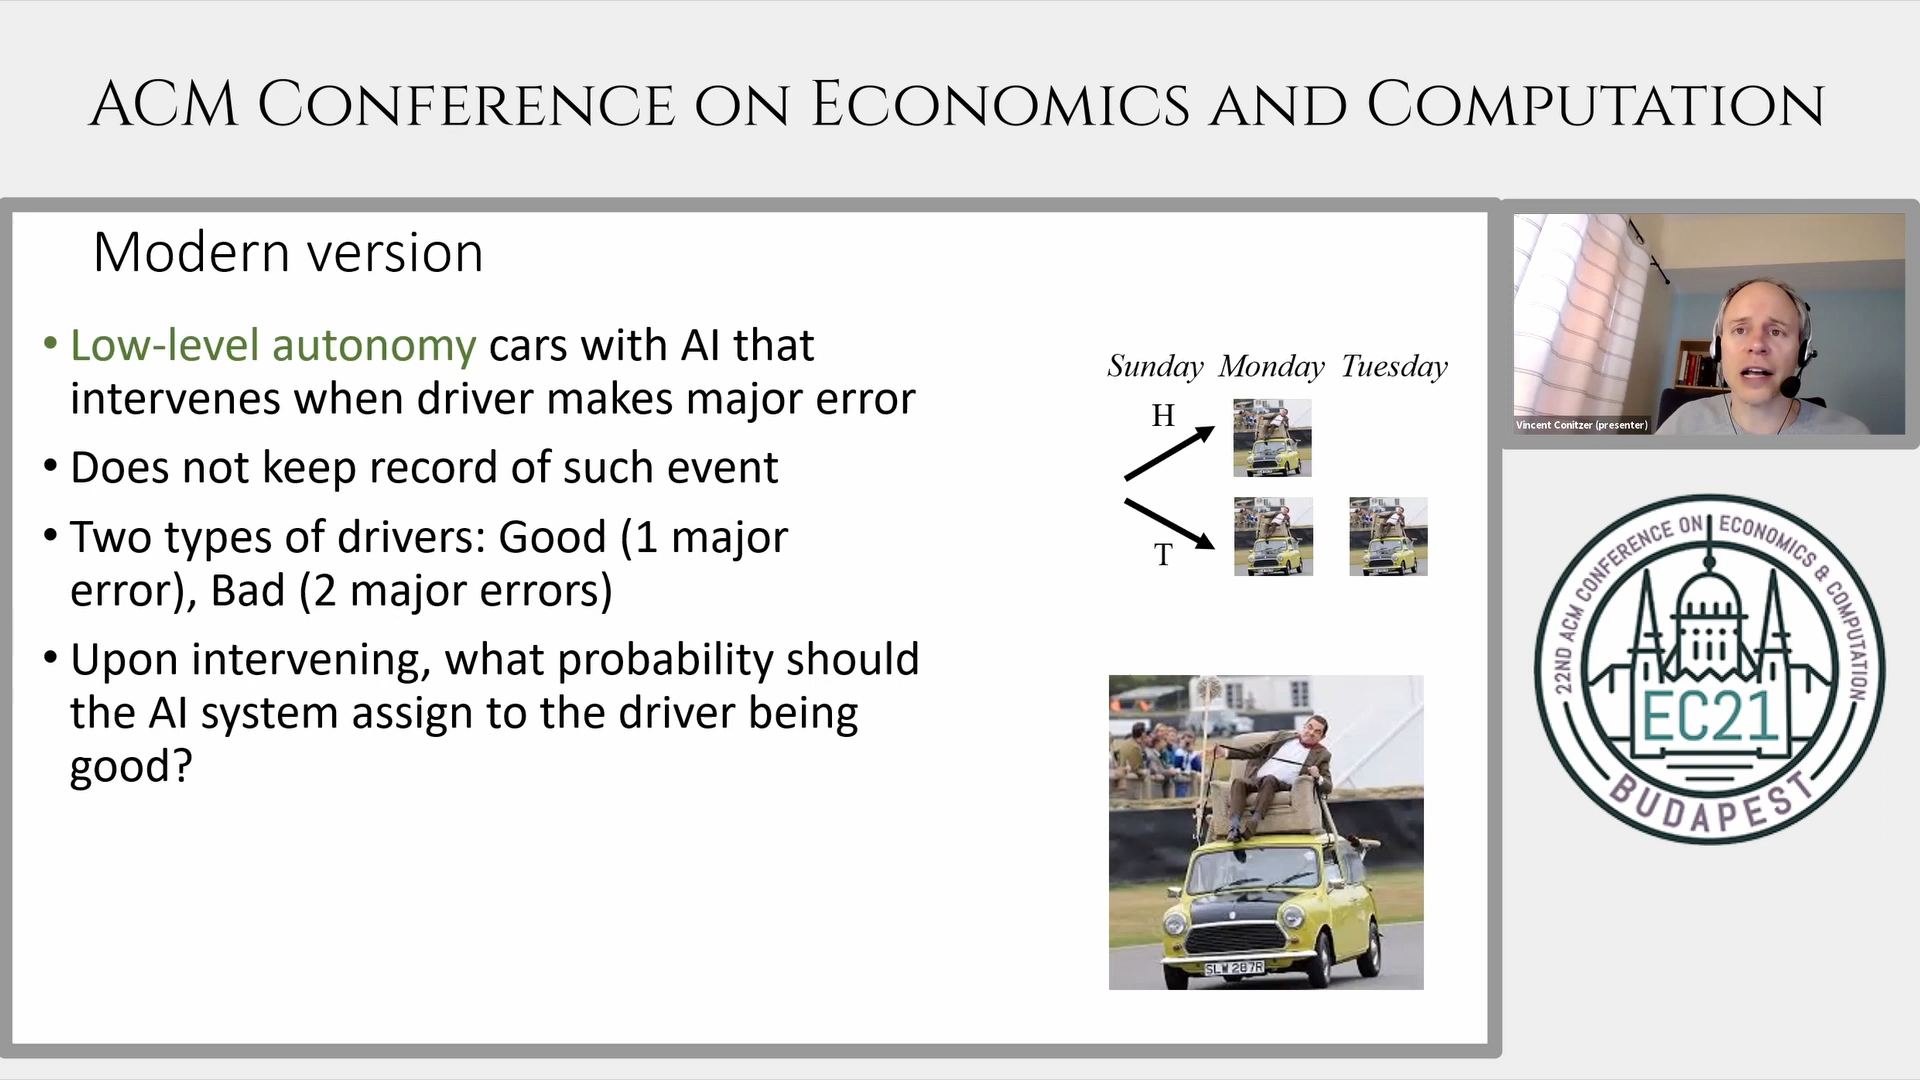 ACM Conference on Economics and Computation
Modern version
• Low-level autonomy cars with AI that
intervenes when driver makes major error
• Does not keep record of such event
• Two types of drivers: Good (1 major
error), Bad (2 major errors)
• Upon intervening, what probability should
the AI system assign to the driver being
good?
Sunday Monday Tuesday
H
T
SLW 287R
Vincent Conitzer (presenter)
22ND ACM CONFERENCE ON ECONOMICS & COMPUTATION
EC21
BUDAPEST